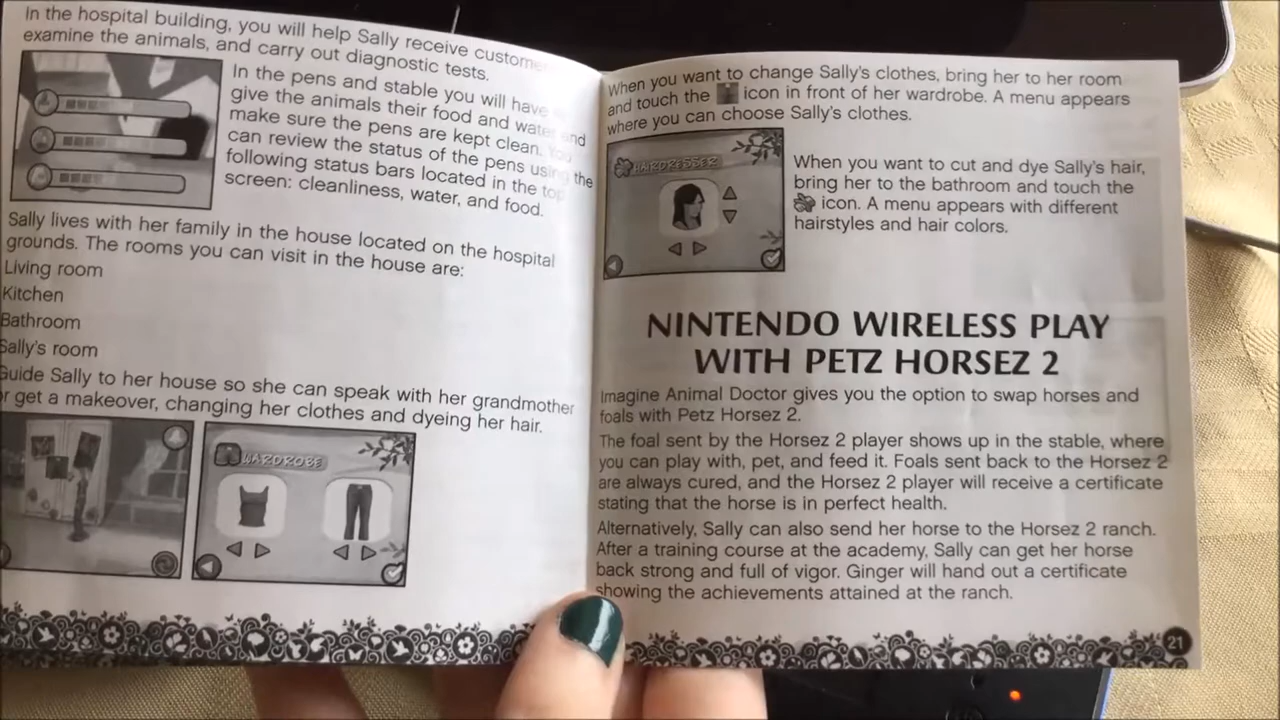 In the hospital building, you will help Sally receive custome
examine the animals, and carry out diagnostic tests.
In the pens and stable you will have
give the animals their food and water and
make sure the pens are kept clean. You
can review the status of the pens using the
following status bars located in the top
screen: cleanliness, water, and food.
Sally lives with her family in the house located on the hospital
grounds. The rooms you can visit in the house are:
Living room
Kitchen
Bathroom
Sally's room
Guide Sally to her house so she can speak with her grandmother
or get a makeover, changing her clothes and dyeing her hair.
WARDROBE
When you want to change Sally's clothes, bring her to her room
and touch the icon in front of her wardrobe. A menu appears
where you can choose Sally's clothes.
HAIRDRESSER
When you want to cut and dye Sally's hair,
bring her to the bathroom and touch the
icon. A menu appears with different
hairstyles and hair colors.
NINTENDO WIRELESS PLAY
WITH PETZ HORSEZ 2
Imagine Animal Doctor gives you the option to swap horses and
foals with Petz Horsez 2.
The foal sent by the Horsez 2 player shows up in the stable, where
you can play with, pet, and feed it. Foals sent back to the Horsez 2
are always cured, and the Horsez 2 player will receive a certificate
stating that the horse is in perfect health.
Alternatively, Sally can also send her horse to the Horsez 2 ranch.
After a training course at the academy, Sally can get her horse
back strong and full of vigor. Ginger will hand out a certificate
showing the achievements attained at the ranch.
21